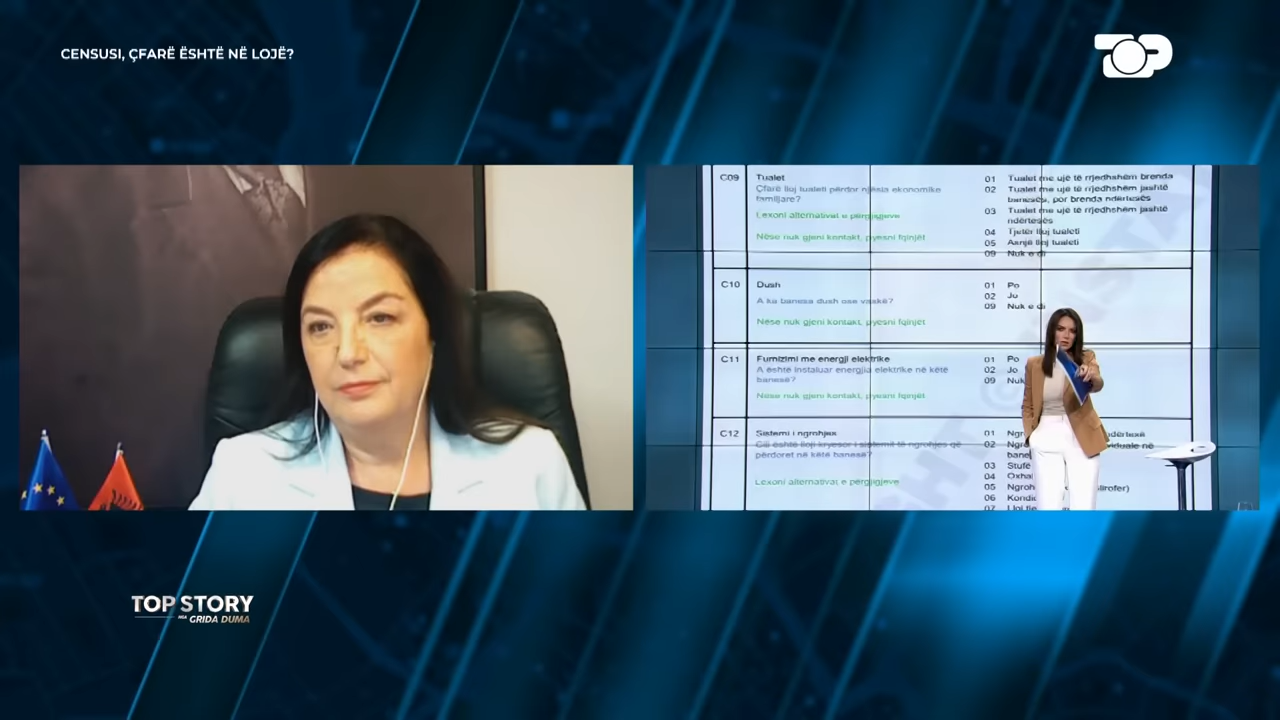 CENSUSI, ÇFARË ËSHTË NË LOJË?
TOP
C09
Tualet
Çfarë lloj tualeti përdor njësia ekonomike
familjare?
Lexoni alternativat e përgjigjeve
Nëse nuk gjeni kontakt, pyesni fqinjët
01 Tualet me ujë të rrjedhshëm brenda
02 Tualet me ujë të rrjedhshëm jashtë
banesës, por brenda ndërtesës
03 Tualet me ujë të rrjedhshëm jashtë
ndërtesës
04 Tjetër lloj tualeti
05 Asnjë lloj tualeti
09 Nuk e di
C10
Dush
A ka banesa dush ose vaskë?
Nëse nuk gjeni kontakt, pyesni fqinjët
01 Po
02 Jo
09 Nuk e di
C11
Furnizimi me energji elektrike
A është instaluar energjia elektrike në këtë
banesë?
Nëse nuk gjeni kontakt, pyesni fqinjët
01 Po
02 Jo
09 Nuk
C12
Sistemi i ngrohjes
Cili është lloji kryesor i sistemit të ngrohjes që
përdoret në këtë banesë?
Lexoni alternativat e përgjigjeve
01
02
03 Stufë
04
05
06
07
TOP STORY
NGA GRIDA DUMA